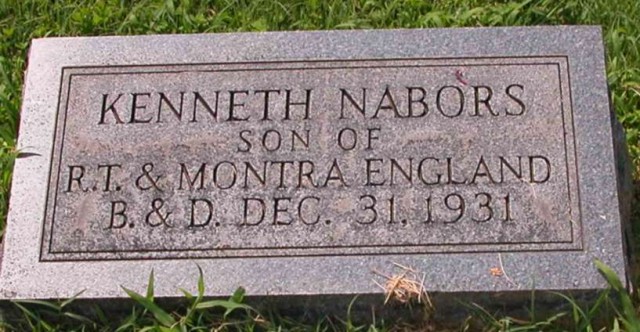 KENNETH NABORS
SON OF
R.T. & MONTRA ENGLAND
B. & D. DEC. 31, 1931